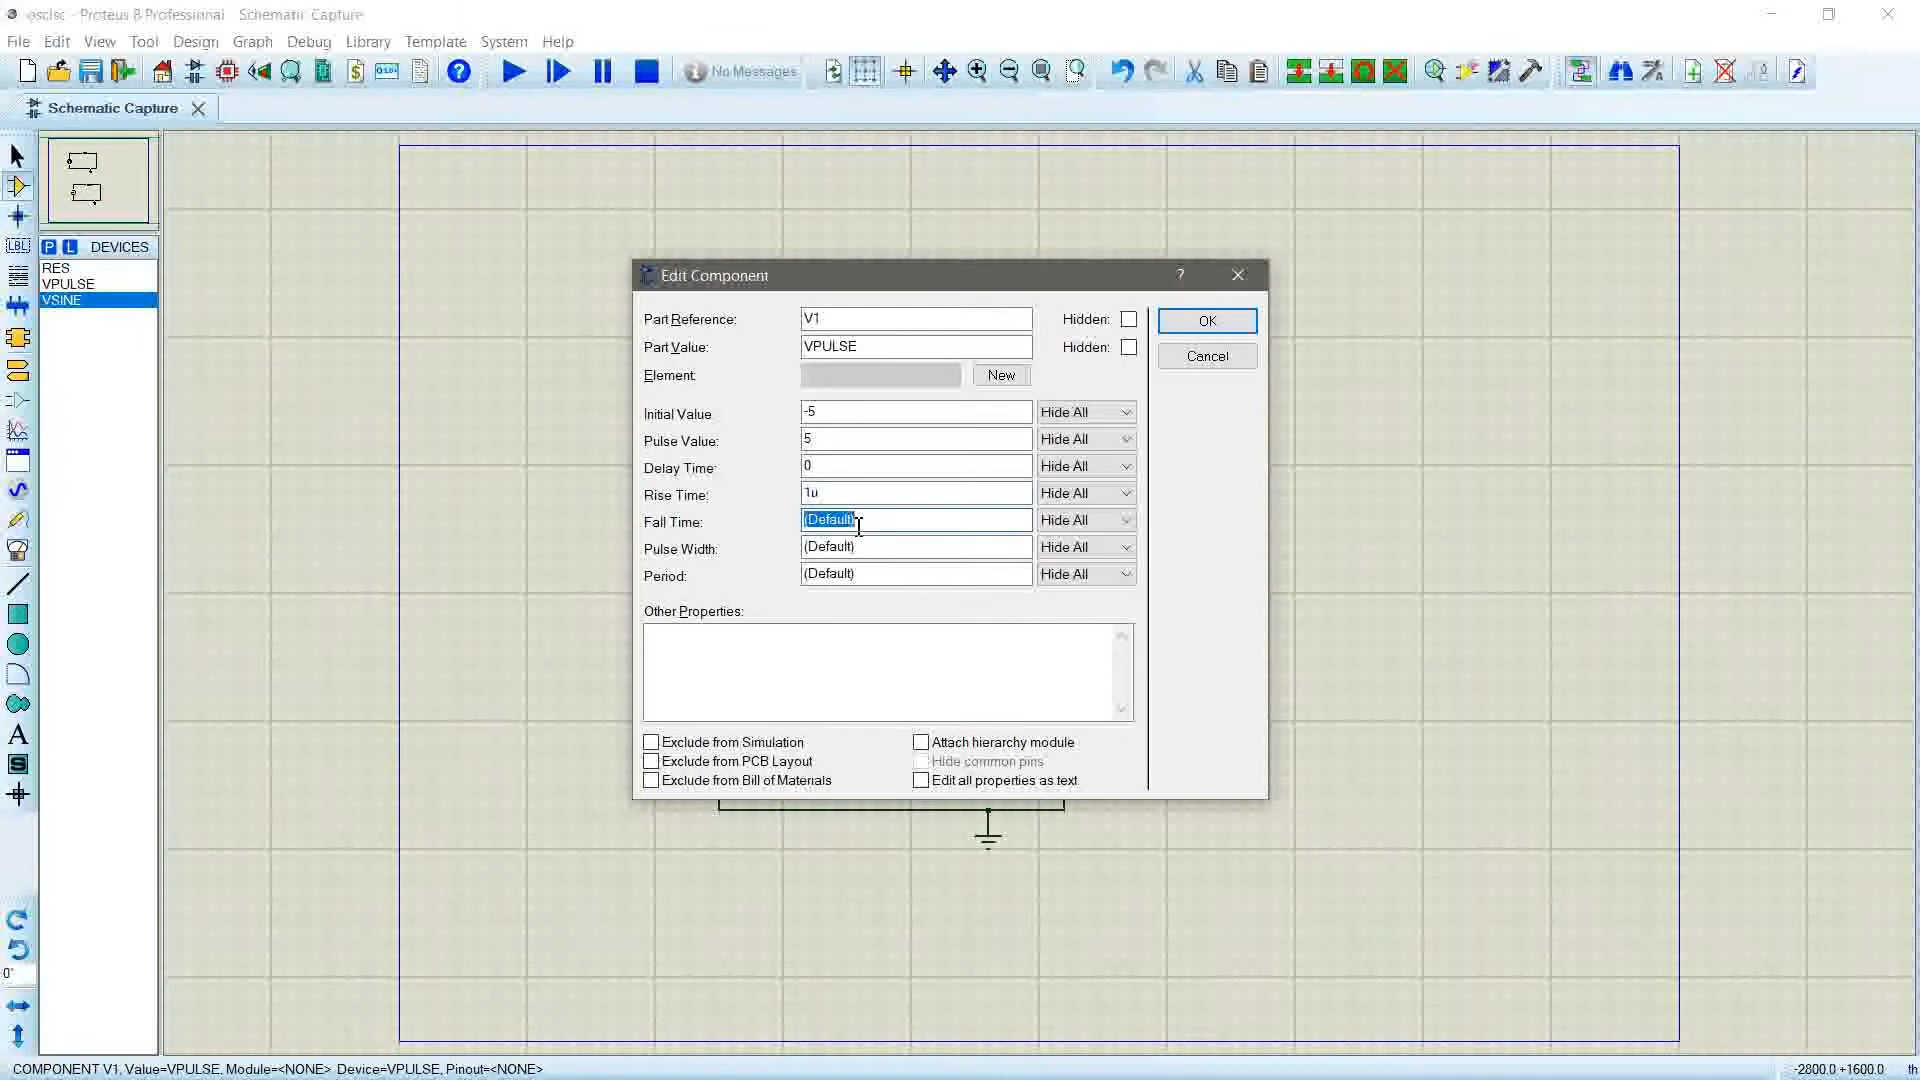 oscisc - Proteus 8 Professional - Schematic Capture
File Edit View Tool Design Graph Debug Library Template System Help
No Messages
Schematic Capture
P L DEVICES
RES
VPULSE
VSINE
LBL
A
S
0°
Edit Component
?
Part Reference: V1 Hidden:
OK
Part Value: VPULSE Hidden:
Cancel
Element: New
Initial Value -5 Hide All
Pulse Value: 5 Hide All
Delay Time: 0 Hide All
Rise Time: 1u Hide All
Fall Time: (Default) Hide All
Pulse Width: (Default) Hide All
Period: (Default) Hide All
Other Properties:
Exclude from Simulation Attach hierarchy module
Exclude from PCB Layout Hide common pins
Exclude from Bill of Materials Edit all properties as text
COMPONENT V1, Value=VPULSE, Module=<NONE> Device=VPULSE, Pinout=<NONE>
-2800.0 +1600.0 th